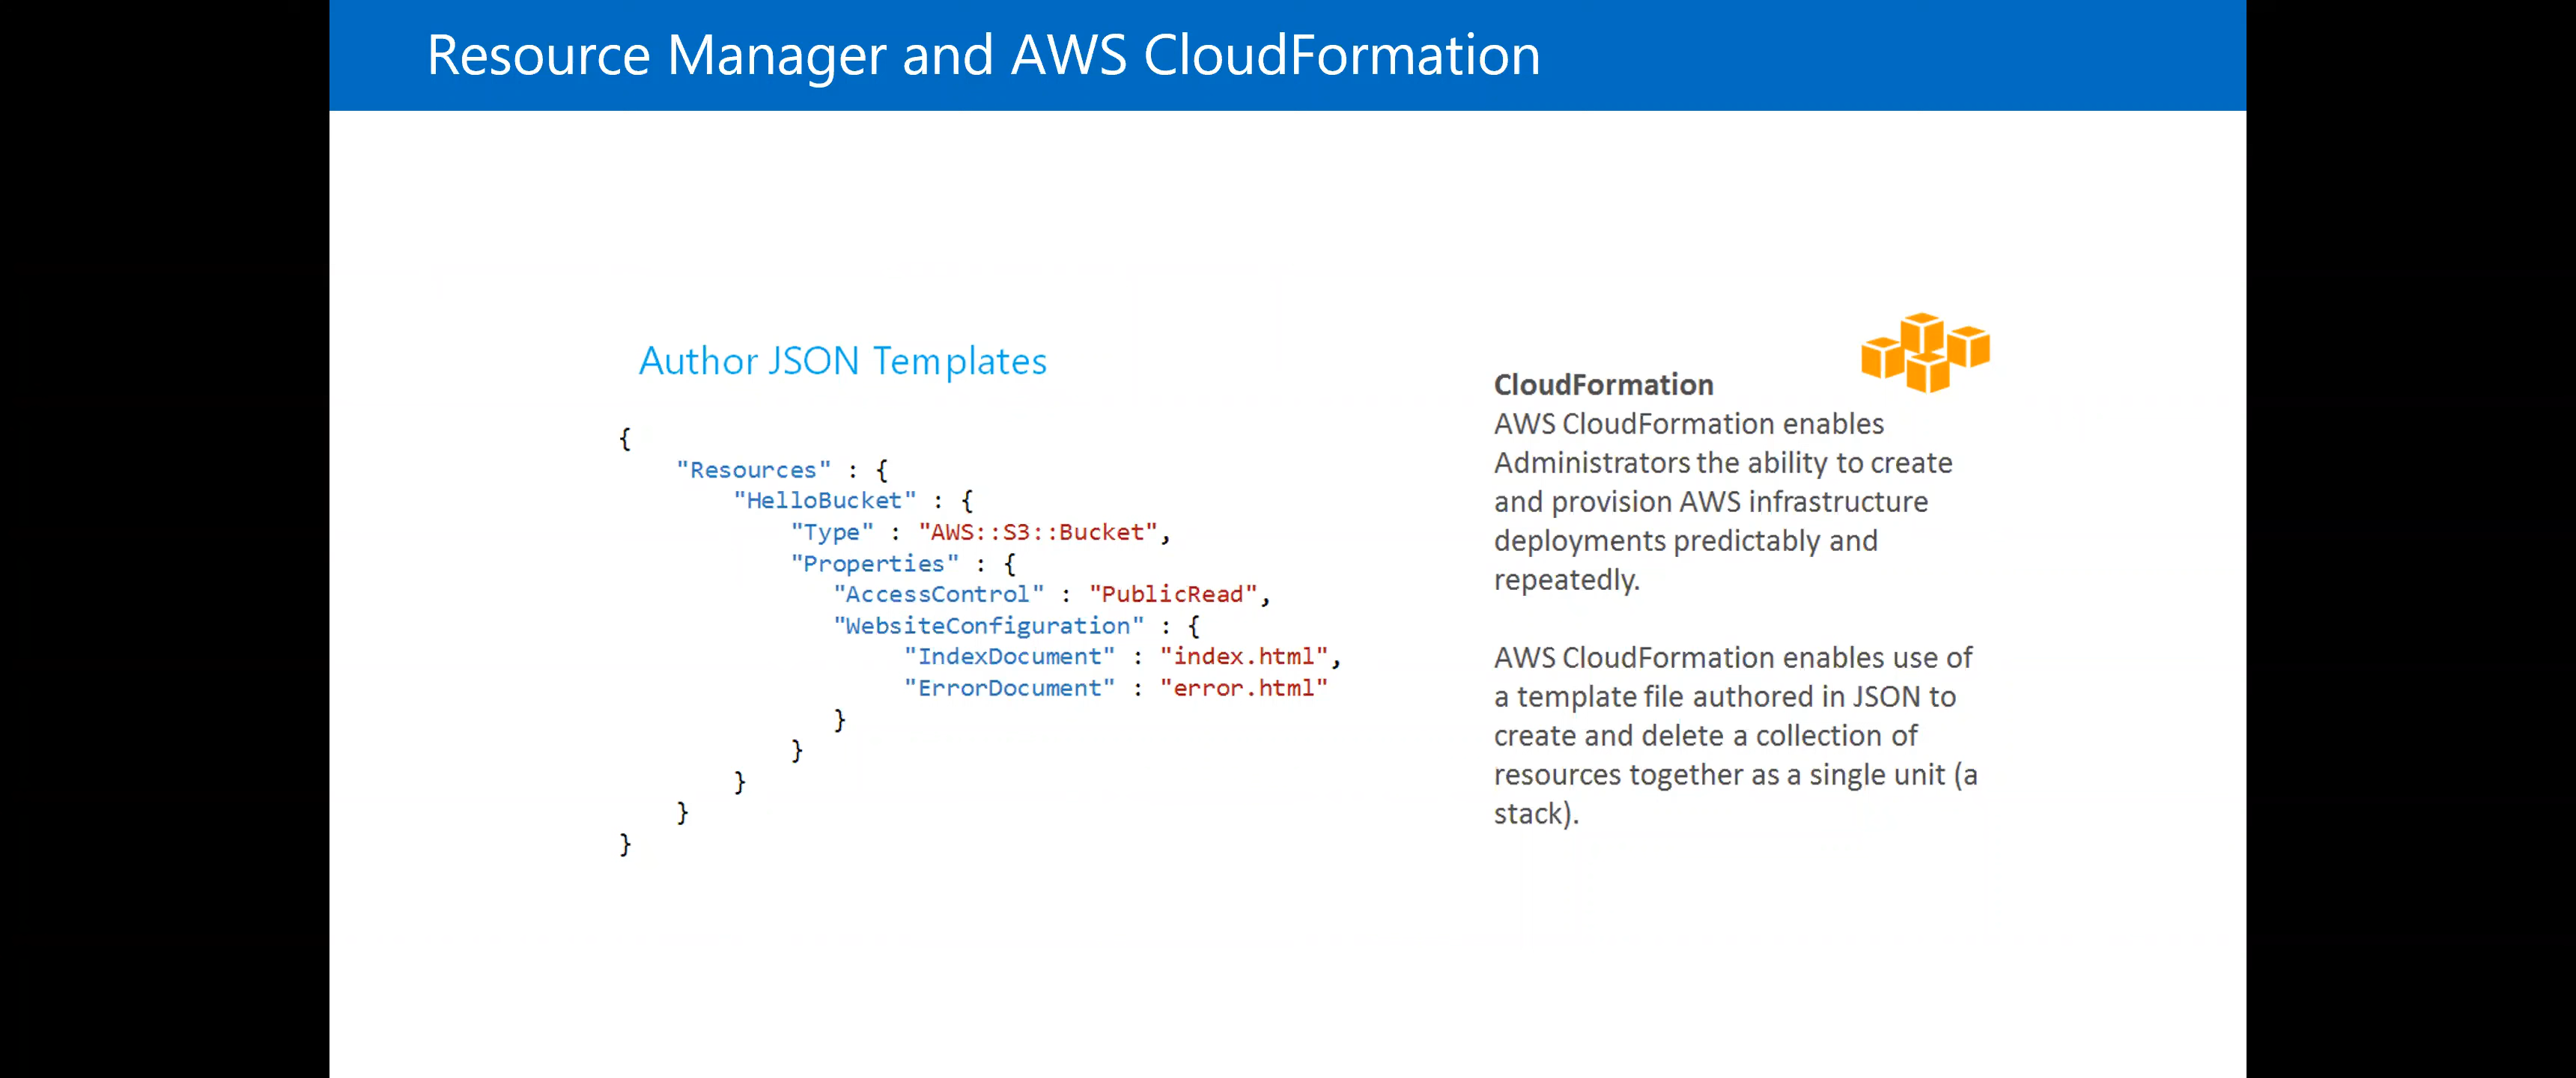 Resource Manager and AWS CloudFormation
Author JSON Templates
{
"Resources" : {
"HelloBucket" : {
"Type" : "AWS::S3::Bucket",
"Properties" : {
"AccessControl" : "PublicRead",
"WebsiteConfiguration" : {
"IndexDocument" : "index.html",
"ErrorDocument" : "error.html"
}
}
}
}
}
CloudFormation
AWS CloudFormation enables
Administrators the ability to create
and provision AWS infrastructure
deployments predictably and
repeatedly.
AWS CloudFormation enables use of
a template file authored in JSON to
create and delete a collection of
resources together as a single unit (a
stack).